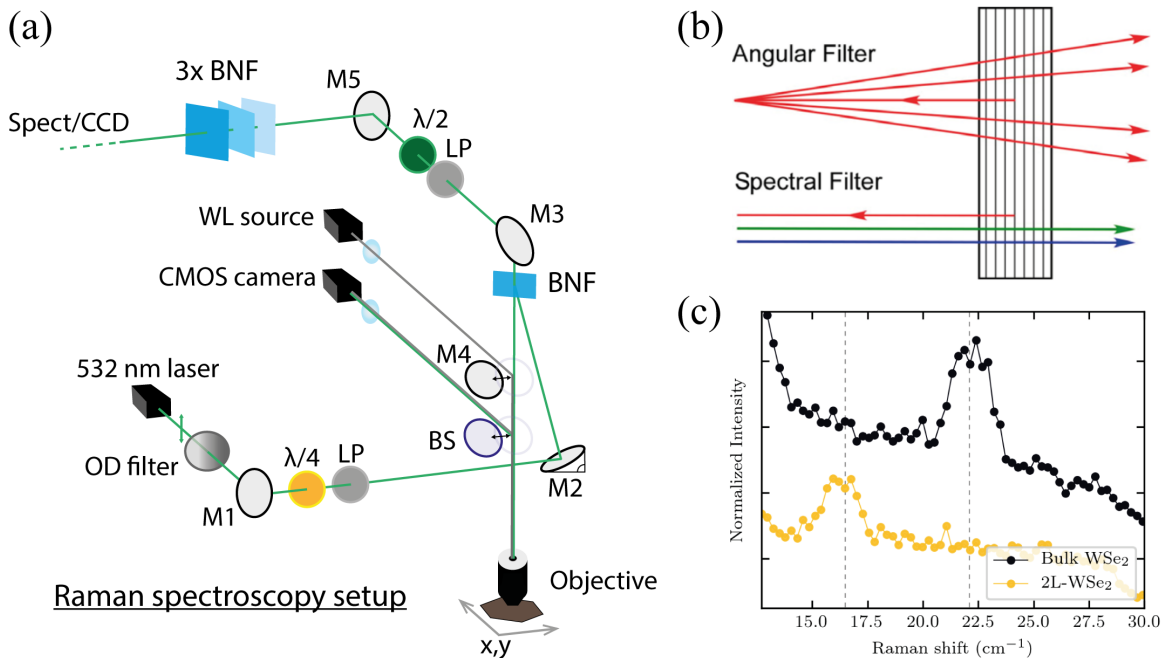 (a)
3x BNF
M5
Spect/CCD
λ/2
LP
WL source
M3
CMOS camera
BNF
532 nm laser
M4
OD filter
λ/4
LP
BS
M1
M2
Objective
Raman spectroscopy setup
x,y
(b)
Angular Filter
Spectral Filter
(c)
Normalized Intensity
Bulk WSe₂
2L-WSe₂
15.0 17.5 20.0 22.5 25.0 27.5 30.0
Raman shift (cm⁻¹)